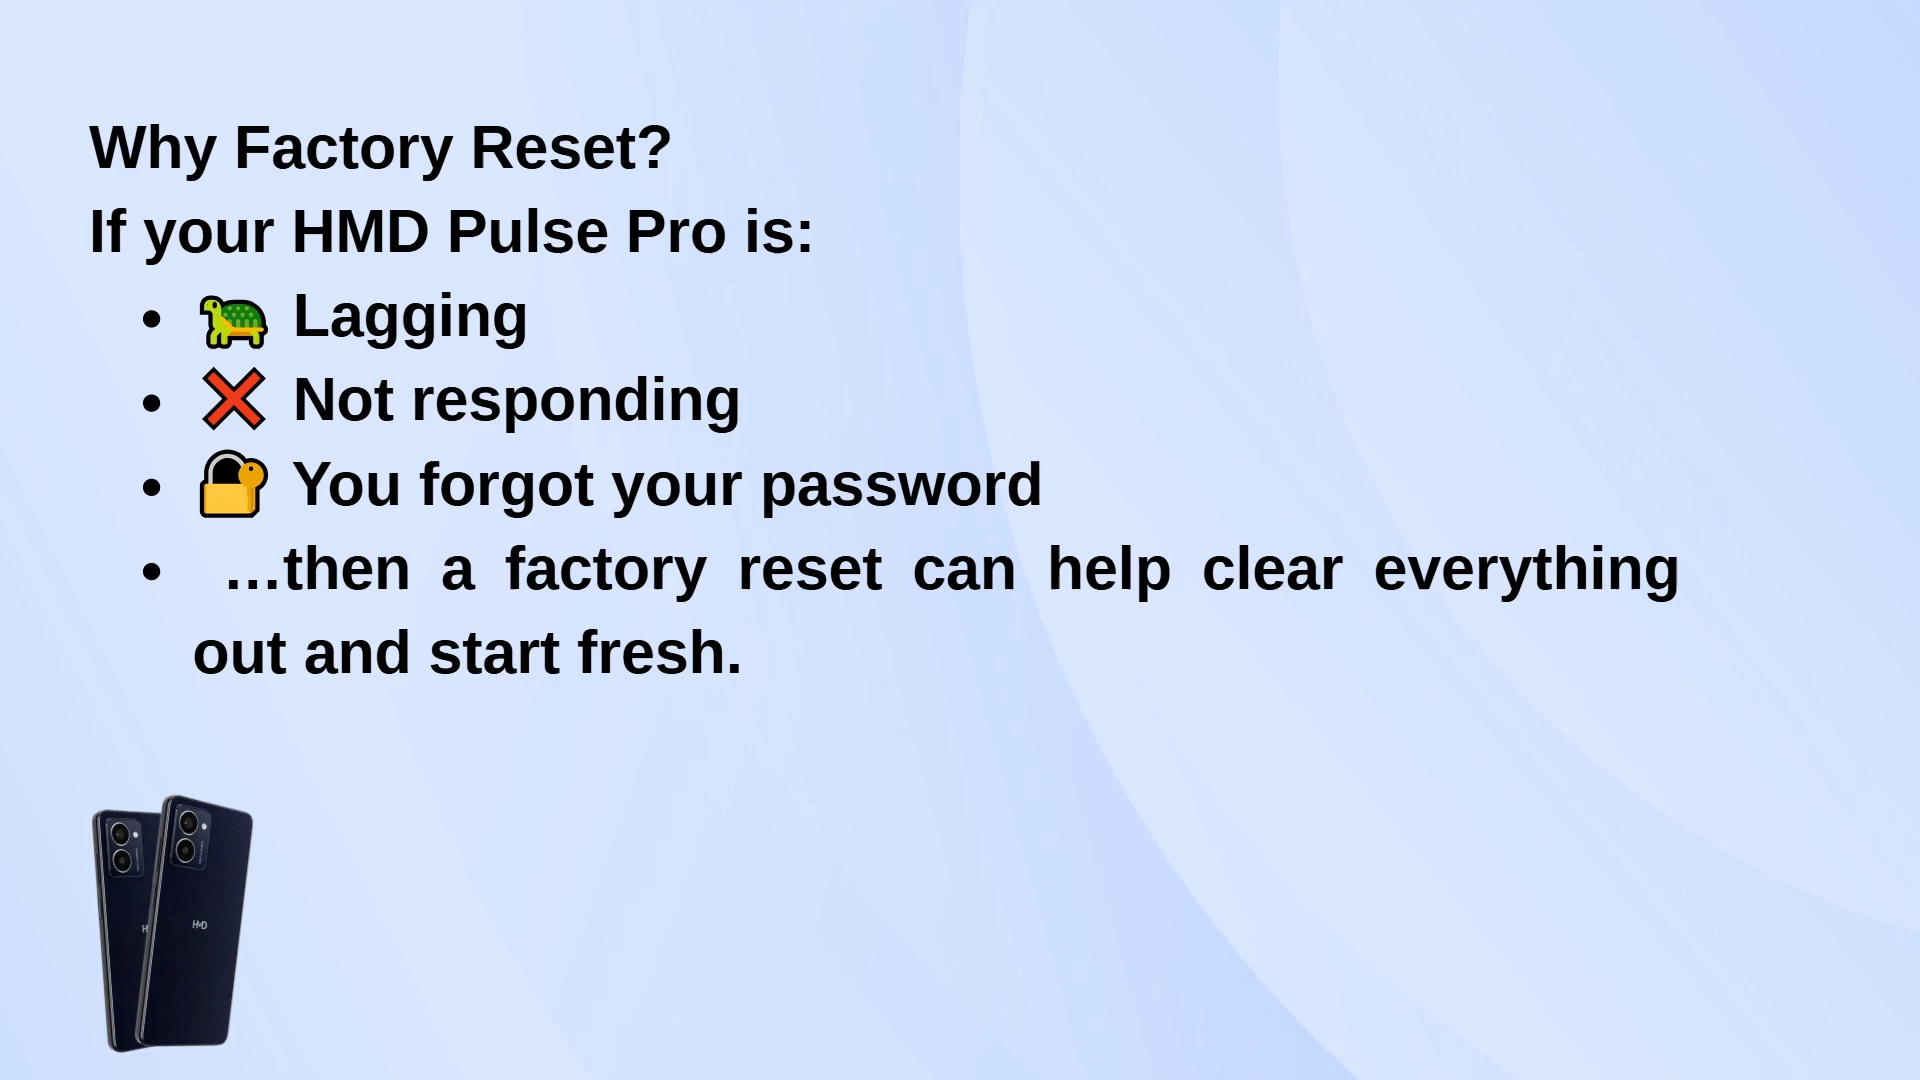 Why Factory Reset?
If your HMD Pulse Pro is:
• 🐢 Lagging
• ❌ Not responding
• 🔐 You forgot your password
• …then a factory reset can help clear everything
out and start fresh.
HMD